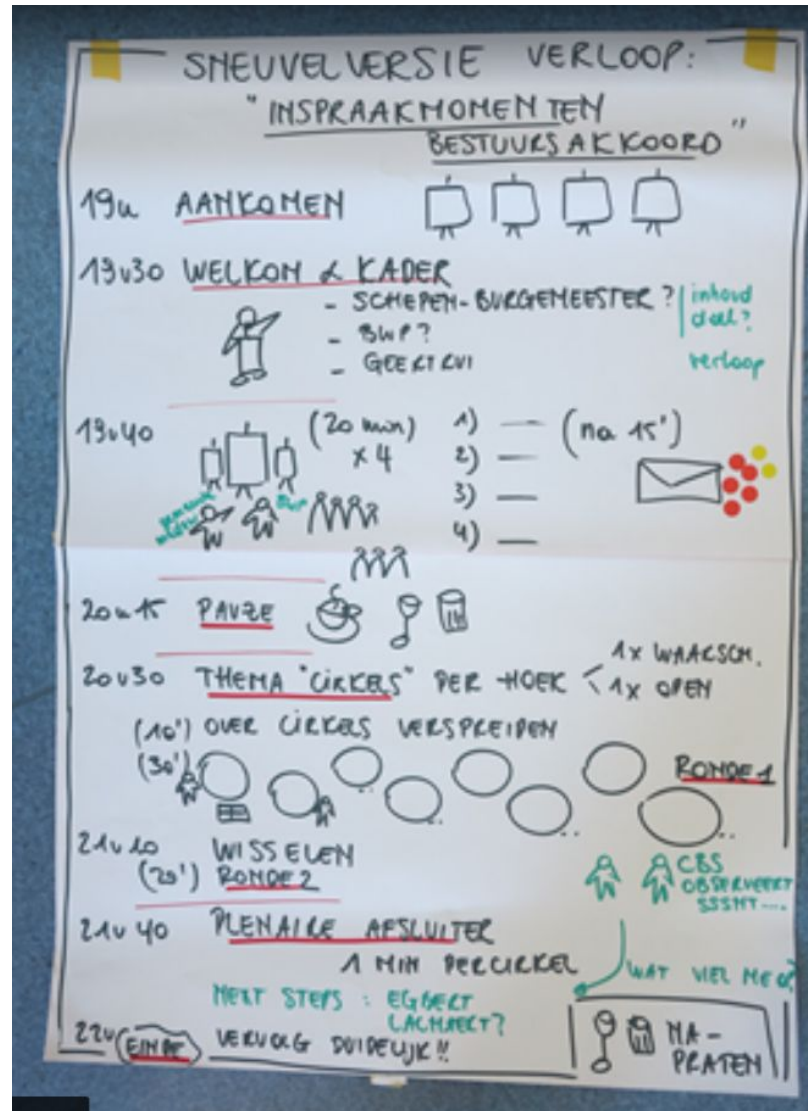 SNEUVELVERSIE VERLOOP:
"INSPRAAKMOMENTEN
BESTUURSAKKOORD"
19u AANKOMEN
19u30 WELKOM & KADER
- SCHEPEN-BURGEMEESTER? inhoud
doel?
- BWP?
- GEERTRUI verloop
19u40 (20 min) 1) — (na 15')
x 4 2) —
3) —
4) —
20u15 PAUZE
20u30 THEMA "CIRKELS" PER HOEK 1x WAARSCH.
1x OPEN
(10') OVER CIRKELS VERSPREIDEN
(30') RONDE 1
21u10 WISSELEN
(20') RONDE 2
CBS
OBSERVEERT
SSSHT....
21u40 PLENAIRE AFSLUITER
1 MIN PER CIRKEL
WAT VIEL MEE?
NEXT STEPS: EGBERT
LACHAERT?
22u EINDE VERVOLG DUIDELIJK!!
NA-
PRATEN